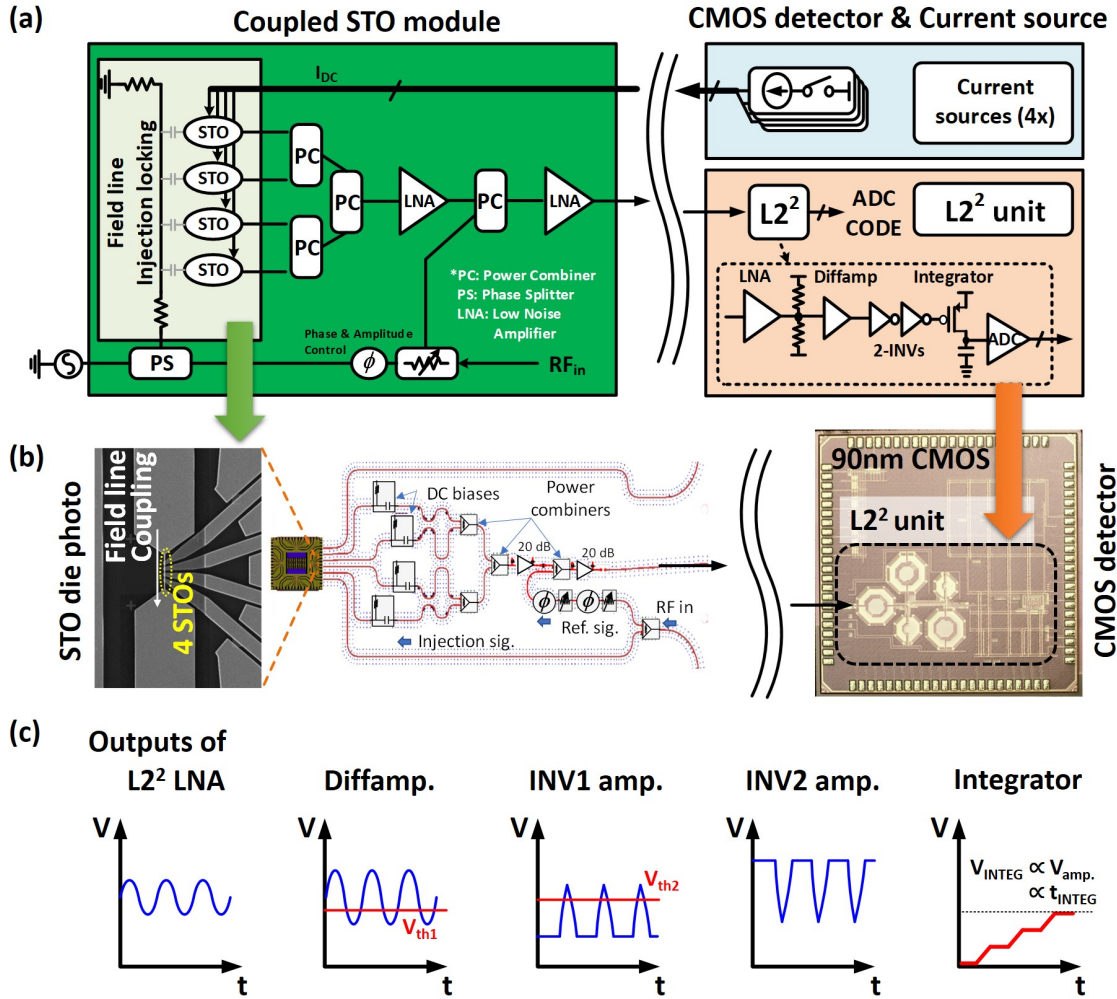 (a)
Coupled STO module
CMOS detector & Current source
I_DC
Field line
Injection locking
STO
STO
STO
STO
PC
PC
PC
LNA
PC
LNA
*PC: Power Combiner
PS: Phase Splitter
LNA: Low Noise
Amplifier
Phase & Amplitude
Control
PS
ϕ
RF_in
Current
sources (4x)
L2²
ADC
CODE
L2² unit
LNA
Diffamp
Integrator
2-INVs
ADC
(b)
STO die photo
Field line
Coupling
4 STOs
DC biases
Power
combiners
20 dB
20 dB
ϕ
ϕ
RF in
Ref. sig.
Injection sig.
90nm CMOS
L2² unit
CMOS detector
(c)
Outputs of
L2² LNA
Diffamp.
INV1 amp.
INV2 amp.
Integrator
V
t
V
V_th1
t
V
V_th2
t
V
t
V
V_INTEG ∝ V_amp.
∝ t_INTEG
t